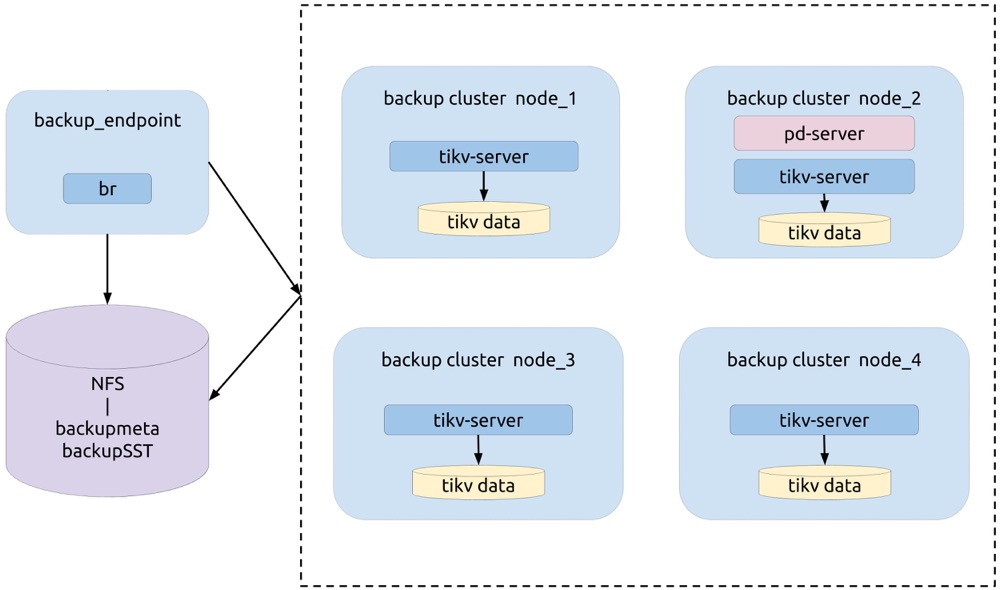 backup_endpoint
br
NFS
|
backupmeta
backupSST
backup cluster node_1
tikv-server
tikv data
backup cluster node_2
pd-server
tikv-server
tikv data
backup cluster node_3
tikv-server
tikv data
backup cluster node_4
tikv-server
tikv data